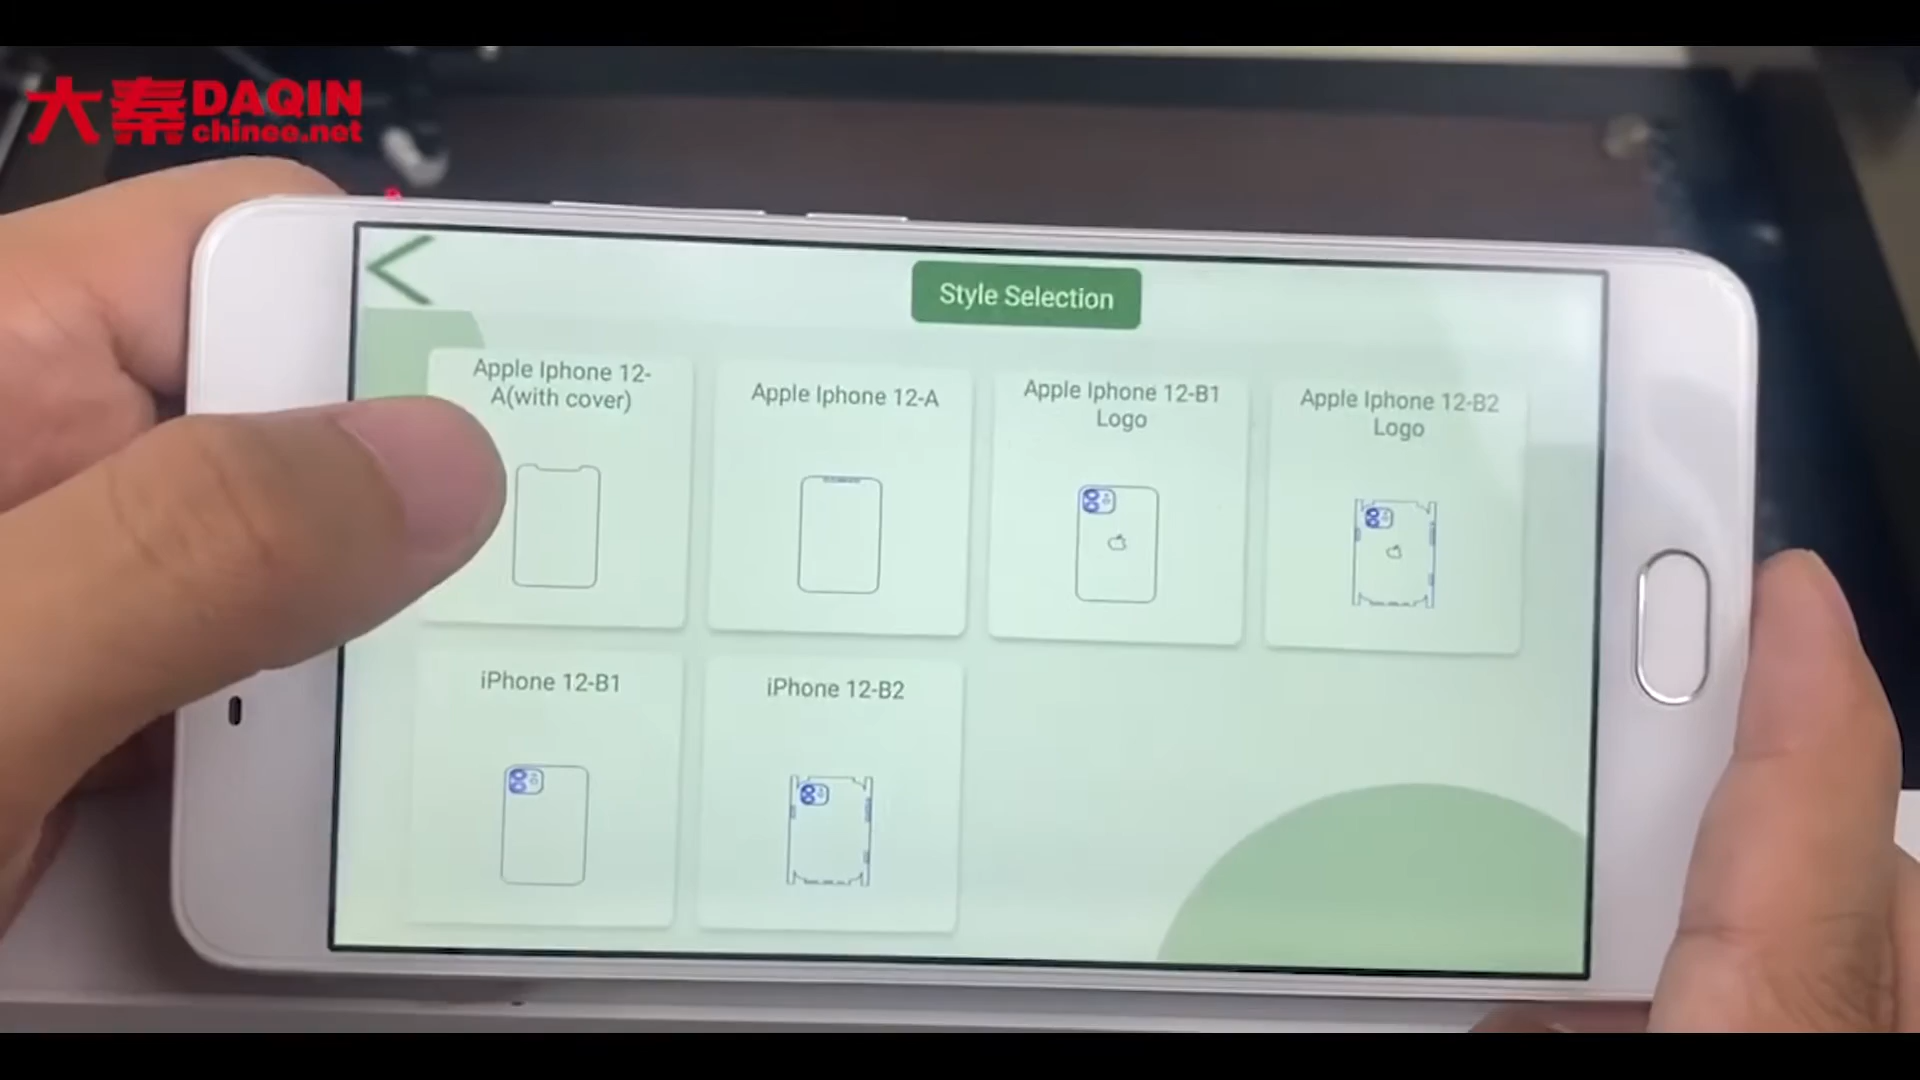 大秦DAQIN
chinee.net
Style Selection
Apple Iphone 12-
A(with cover)
Apple Iphone 12-A
Apple Iphone 12-B1
Logo
Apple Iphone 12-B2
Logo
iPhone 12-B1
iPhone 12-B2